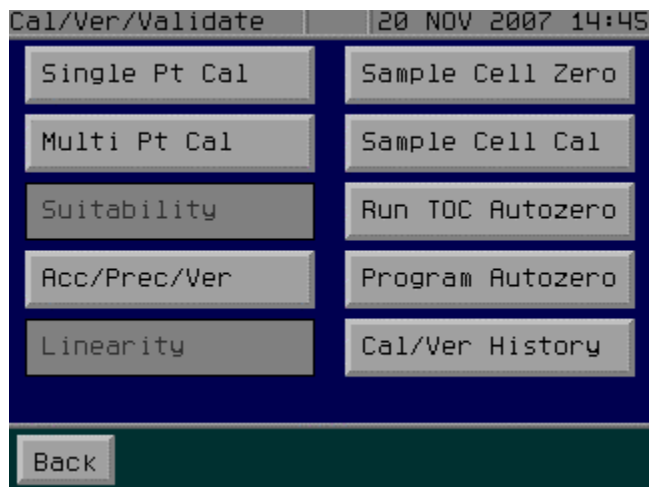 Cal/Ver/Validate 20 NOV 2007 14:45
Single Pt Cal
Sample Cell Zero
Multi Pt Cal
Sample Cell Cal
Suitability
Run TOC Autozero
Acc/Prec/Ver
Program Autozero
Linearity
Cal/Ver History
Back